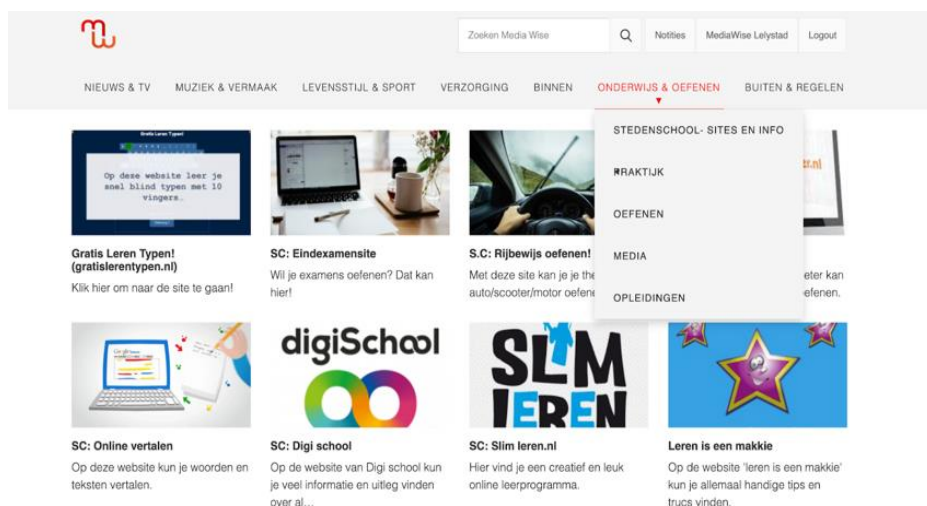 Zoeken Media Wise
Notities
MediaWise Lelystad
Logout
NIEUWS & TV
MUZIEK & VERMAAK
LEVENSSTIJL & SPORT
VERZORGING
BINNEN
ONDERWIJS & OEFENEN
BUITEN & REGELEN
STEDENSCHOOL- SITES EN INFO
PRAKTIJK
OEFENEN
MEDIA
OPLEIDINGEN
Gratis Leren Typen!
Op deze website leer je
snel blind typen met 10
vingers..
Gratis Leren Typen!
(gratislerentypen.nl)
Klik hier om naar de site te gaan!
SC: Eindexamensite
Wil je examens oefenen? Dat kan
hier!
S.C: Rijbewijs oefenen!
Met deze site kan je je
auto/scooter/motor
kan
SC: Online vertalen
Op deze website kun je woorden en
teksten vertalen.
digiSchool
SC: Digi school
Op de website van Digi school kun
je veel informatie en uitleg vinden
over al...
SLIM
LEREN
SC: Slim leren.nl
Hier vind je een creatief en leuk
online leerprogramma.
Leren is een makkie
Op de website 'leren is een makkie'
kun je allemaal handige tips en
trucs vinden.